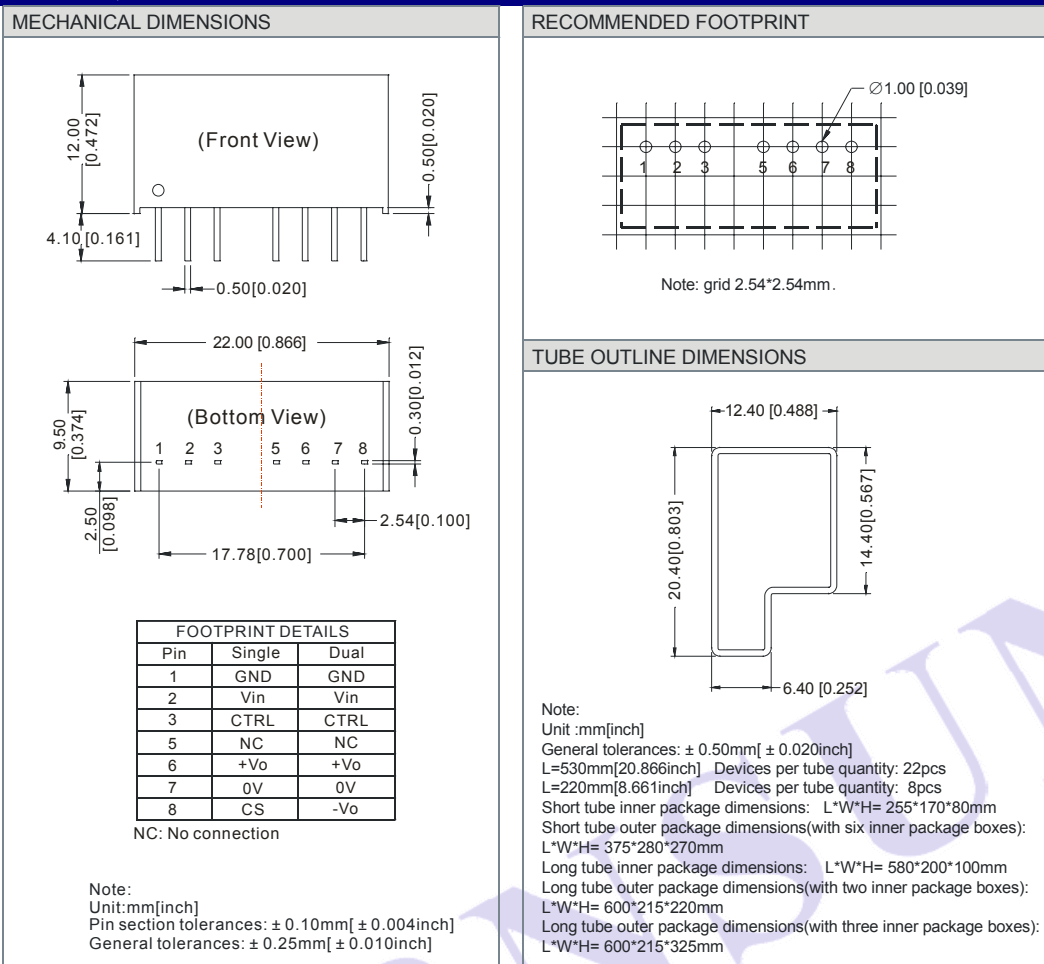 MECHANICAL DIMENSIONS
12.00
[0.472]
(Front View)
0.50[0.020]
4.10 [0.161]
0.50[0.020]
22.00 [0.866]
0.30[0.012]
9.50
[0.374]
(Bottom View)
1 2 3 5 6 7 8
2.50
[0.098]
2.54[0.100]
17.78[0.700]
FOOTPRINT DETAILS
Pin Single Dual
1 GND GND
2 Vin Vin
3 CTRL CTRL
5 NC NC
6 +Vo +Vo
7 0V 0V
8 CS -Vo
NC: No connection
Note:
Unit:mm[inch]
Pin section tolerances: ± 0.10mm[ ± 0.004inch]
General tolerances: ± 0.25mm[ ± 0.010inch]
RECOMMENDED FOOTPRINT
∅1.00 [0.039]
1 2 3 5 6 7 8
Note: grid 2.54*2.54mm.
TUBE OUTLINE DIMENSIONS
12.40 [0.488]
20.40[0.803]
14.40[0.567]
6.40 [0.252]
Note:
Unit :mm[inch]
General tolerances: ± 0.50mm[ ± 0.020inch]
L=530mm[20.866inch] Devices per tube quantity: 22pcs
L=220mm[8.661inch] Devices per tube quantity: 8pcs
Short tube inner package dimensions: L*W*H= 255*170*80mm
Short tube outer package dimensions(with six inner package boxes):
L*W*H= 375*280*270mm
Long tube inner package dimensions: L*W*H= 580*200*100mm
Long tube outer package dimensions(with two inner package boxes):
L*W*H= 600*215*220mm
Long tube outer package dimensions(with three inner package boxes):
L*W*H= 600*215*325mm